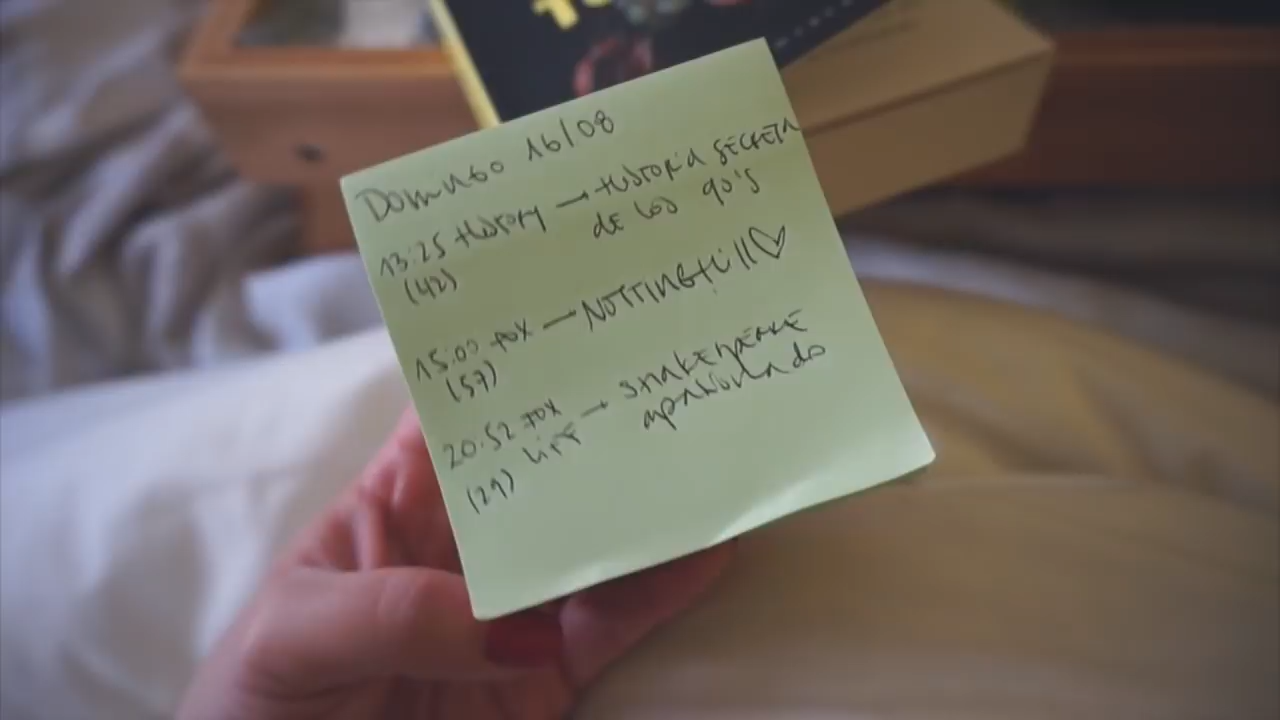 Domingo 16/08
13:25 History → Historia secreta
(42) de los 90's
15:00 FOX → NOTTING Hill♡
(57)
20:52 FOX → Shakespeare
(29) Life apasionado